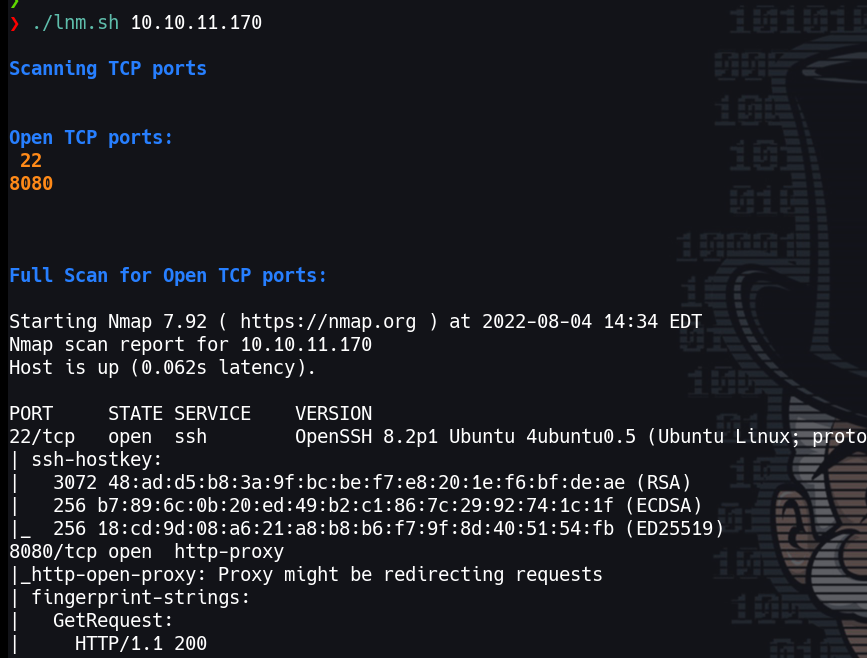 ❯ ./lnm.sh 10.10.11.170
Scanning TCP ports
Open TCP ports:
22
8080
Full Scan for Open TCP ports:
Starting Nmap 7.92 ( https://nmap.org ) at 2022-08-04 14:34 EDT
Nmap scan report for 10.10.11.170
Host is up (0.062s latency).
PORT     STATE SERVICE    VERSION
22/tcp   open  ssh        OpenSSH 8.2p1 Ubuntu 4ubuntu0.5 (Ubuntu Linux; proto
| ssh-hostkey:
|   3072 48:ad:d5:b8:3a:9f:bc:be:f7:e8:20:1e:f6:bf:de:ae (RSA)
|   256 b7:89:6c:0b:20:ed:49:b2:c1:86:7c:29:92:74:1c:1f (ECDSA)
|_  256 18:cd:9d:08:a6:21:a8:b8:b6:f7:9f:8d:40:51:54:fb (ED25519)
8080/tcp open  http-proxy
|_http-open-proxy: Proxy might be redirecting requests
| fingerprint-strings:
|   GetRequest:
|     HTTP/1.1 200